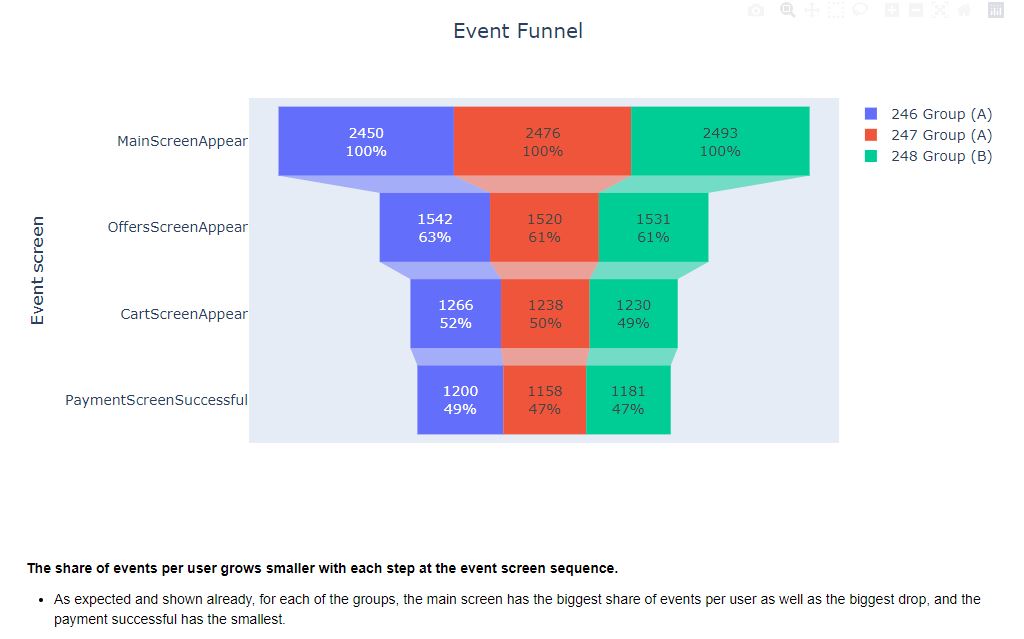 Event Funnel
246 Group (A)
247 Group (A)
248 Group (B)
Event screen
MainScreenAppear
2450
100%
2476
100%
2493
100%
OffersScreenAppear
1542
63%
1520
61%
1531
61%
CartScreenAppear
1266
52%
1238
50%
1230
49%
PaymentScreenSuccessful
1200
49%
1158
47%
1181
47%
The share of events per user grows smaller with each step at the event screen sequence.
• As expected and shown already, for each of the groups, the main screen has the biggest share of events per user as well as the biggest drop, and the
payment successful has the smallest.